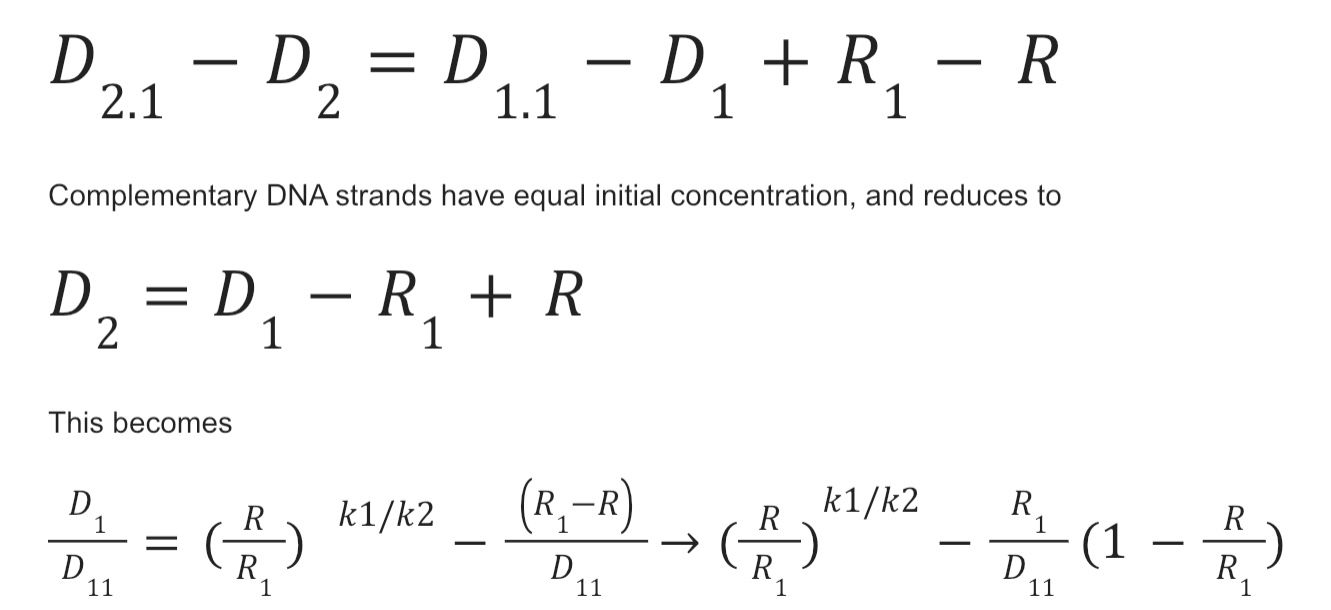 D₂.₁ − D₂ = D₁.₁ − D₁ + R₁ − R
Complementary DNA strands have equal initial concentration, and reduces to
D₂ = D₁ − R₁ + R
This becomes
D₁/D₁₁ = (R/R₁)^(k1/k2) − (R₁−R)/D₁₁ → (R/R₁)^(k1/k2) − R₁/D₁₁ (1 − R/R₁)